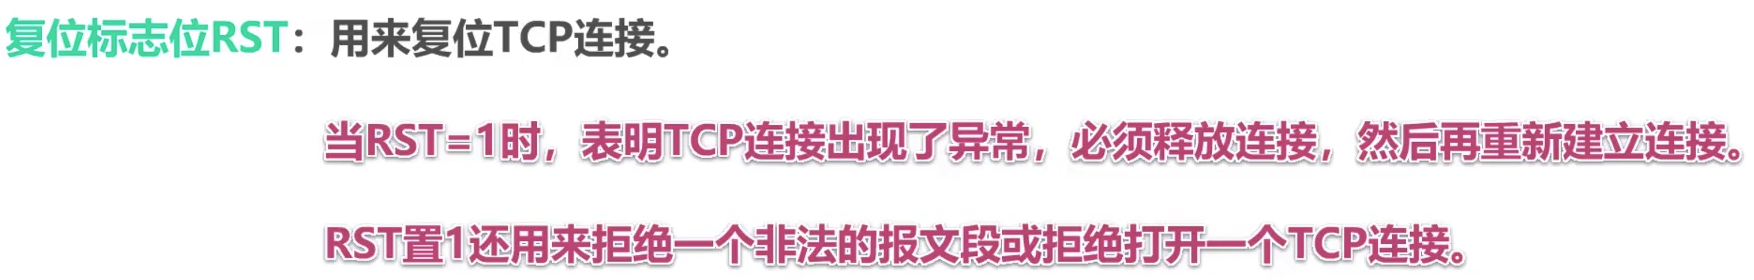 复位标志位RST：用来复位TCP连接。
当RST=1时，表明TCP连接出现了异常，必须释放连接，然后再重新建立连接。
RST置1还用来拒绝一个非法的报文段或拒绝打开一个TCP连接。